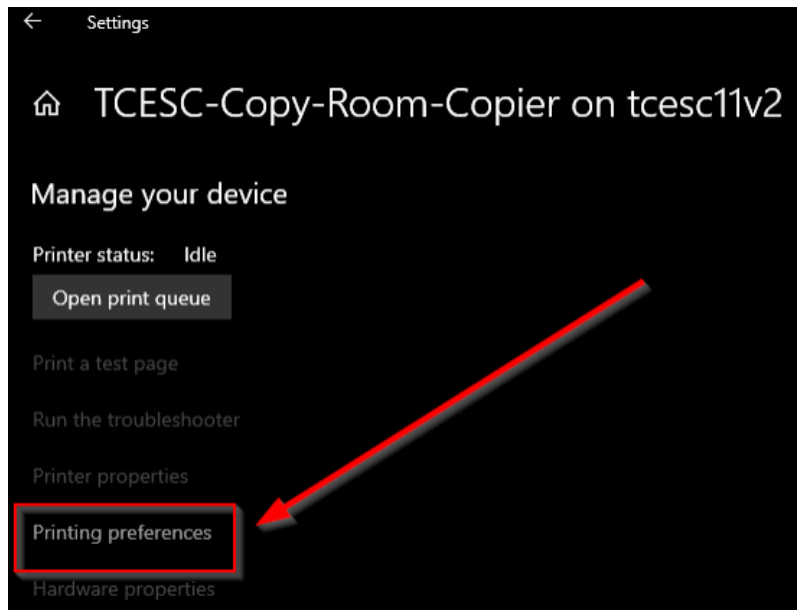 Settings
TCESC-Copy-Room-Copier on tcesc11v2
Manage your device
Printer status: Idle
Open print queue
Print a test page
Run the troubleshooter
Printer properties
Printing preferences
Hardware properties